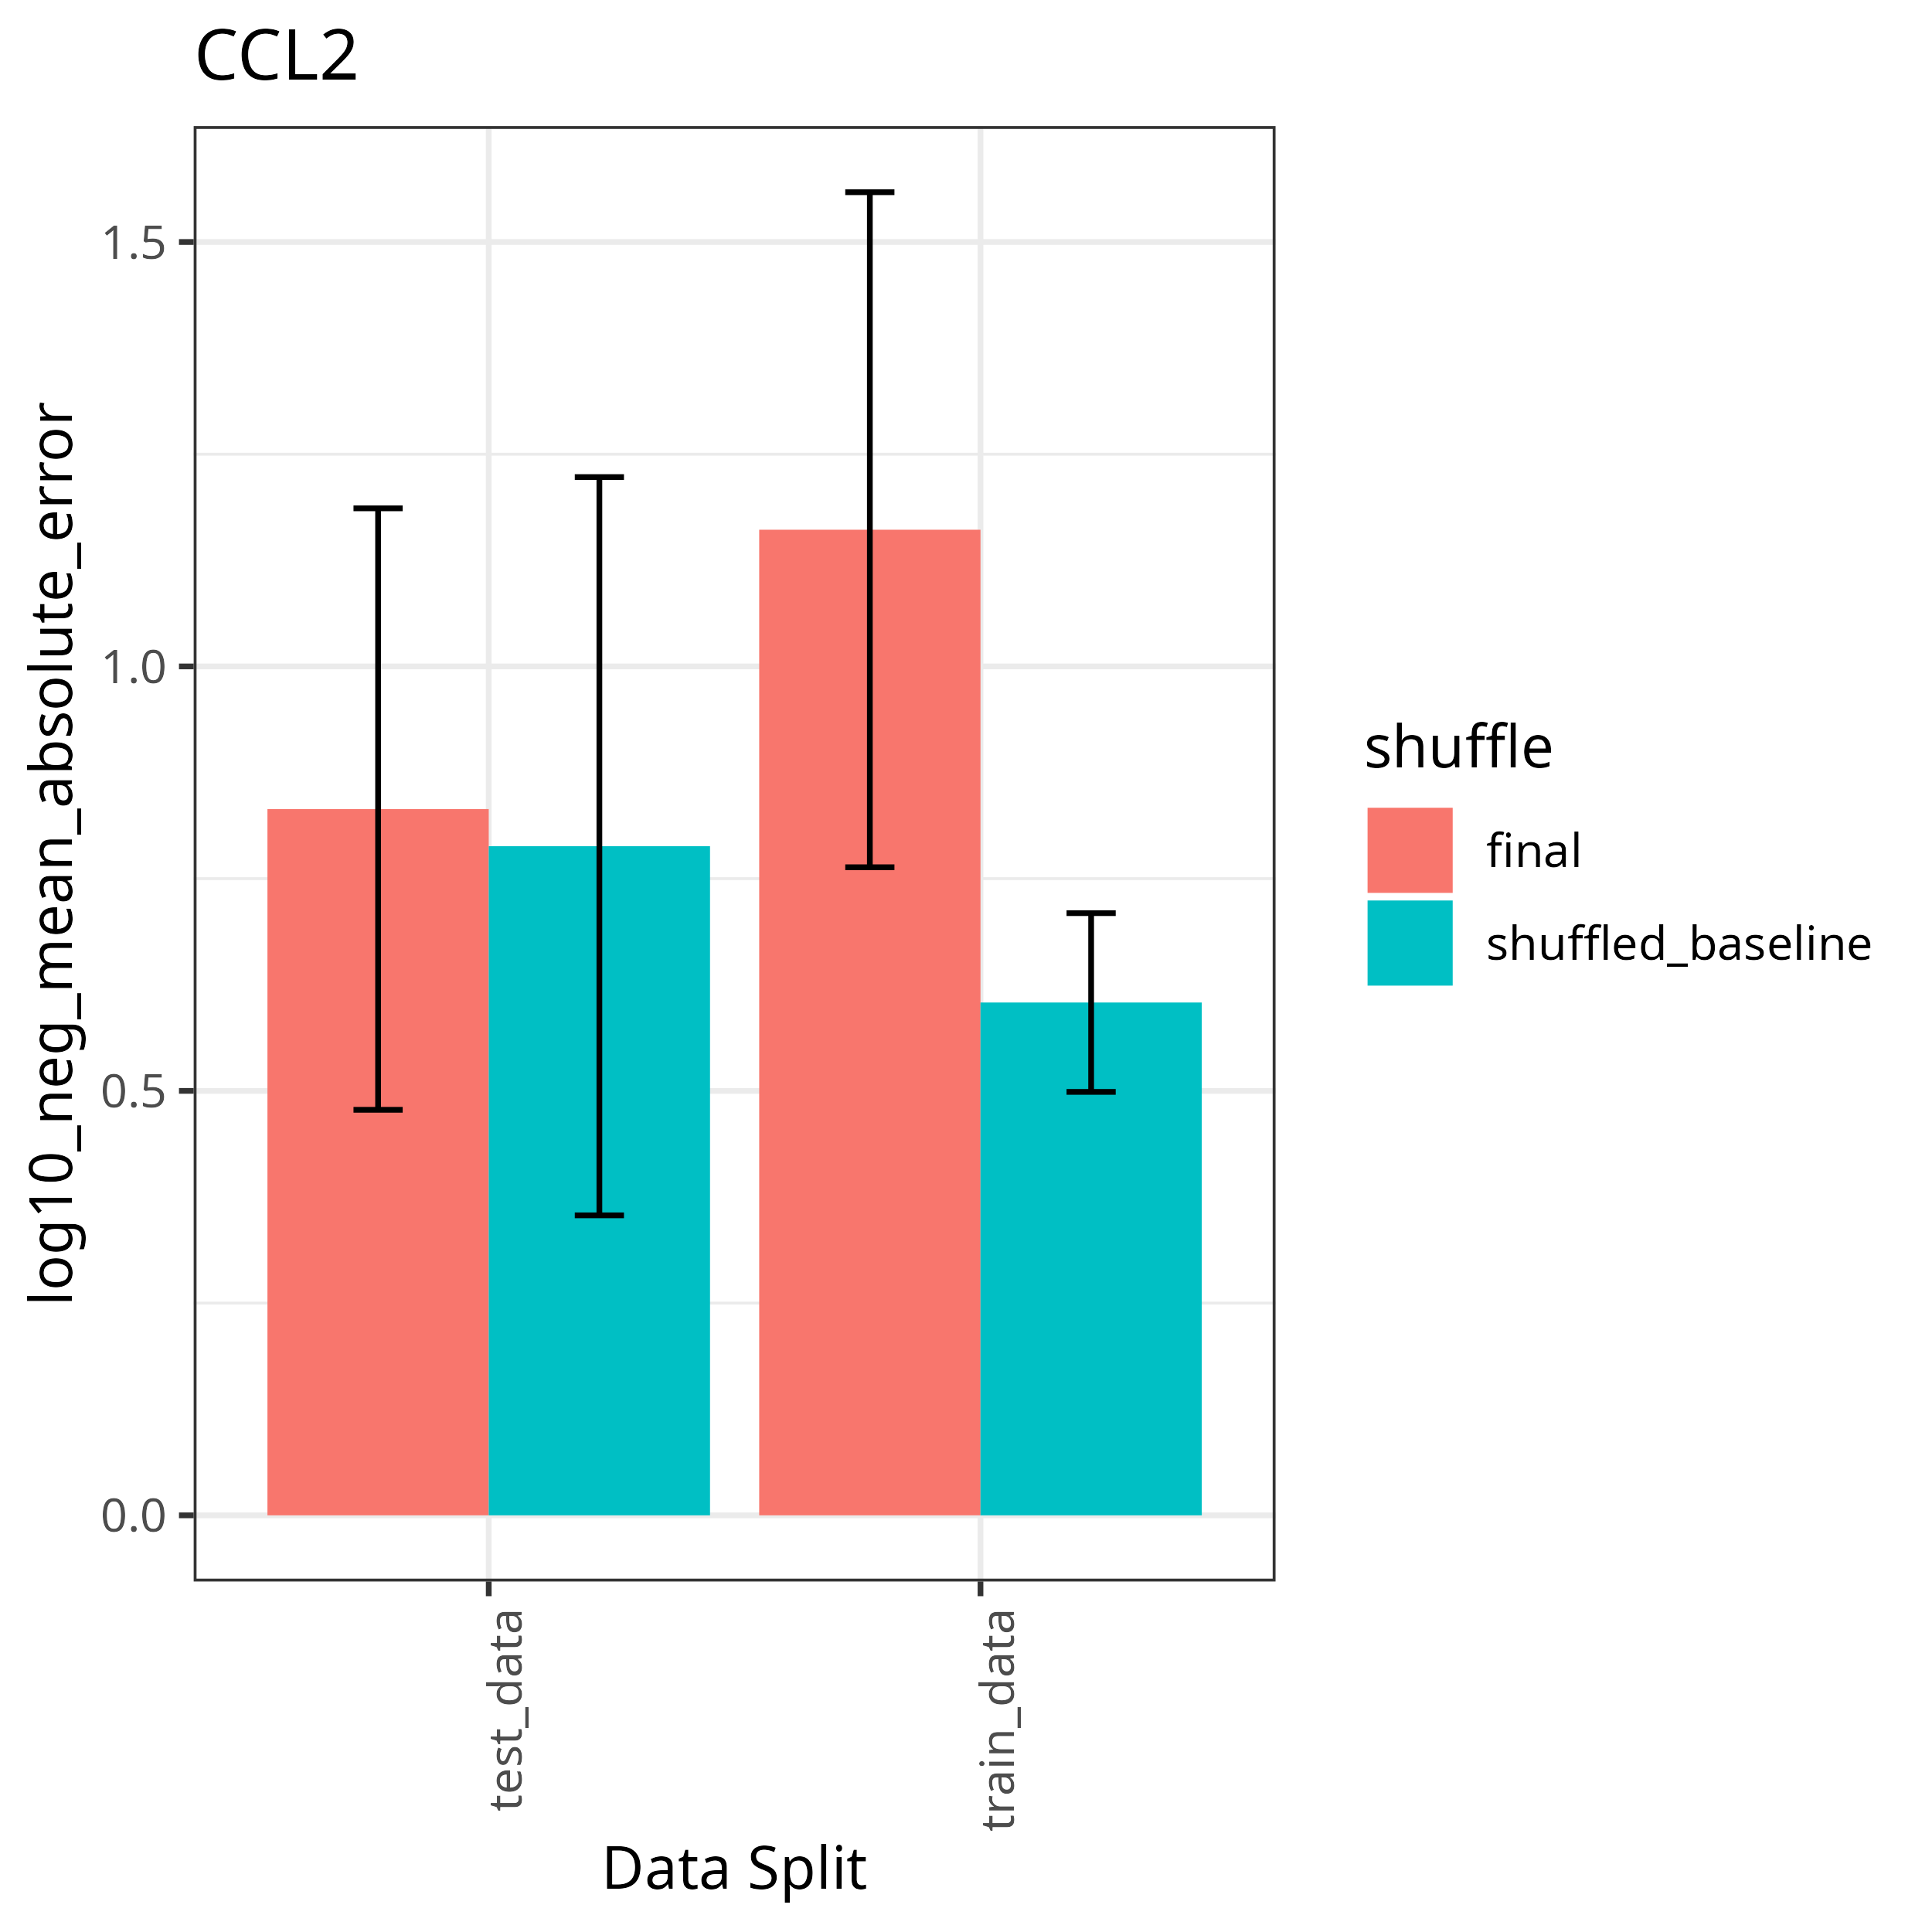 CCL2
log10_neg_mean_absolute_error
1.5
1.0
0.5
0.0
test_data
train_data
Data Split
shuffle
final
shuffled_baseline